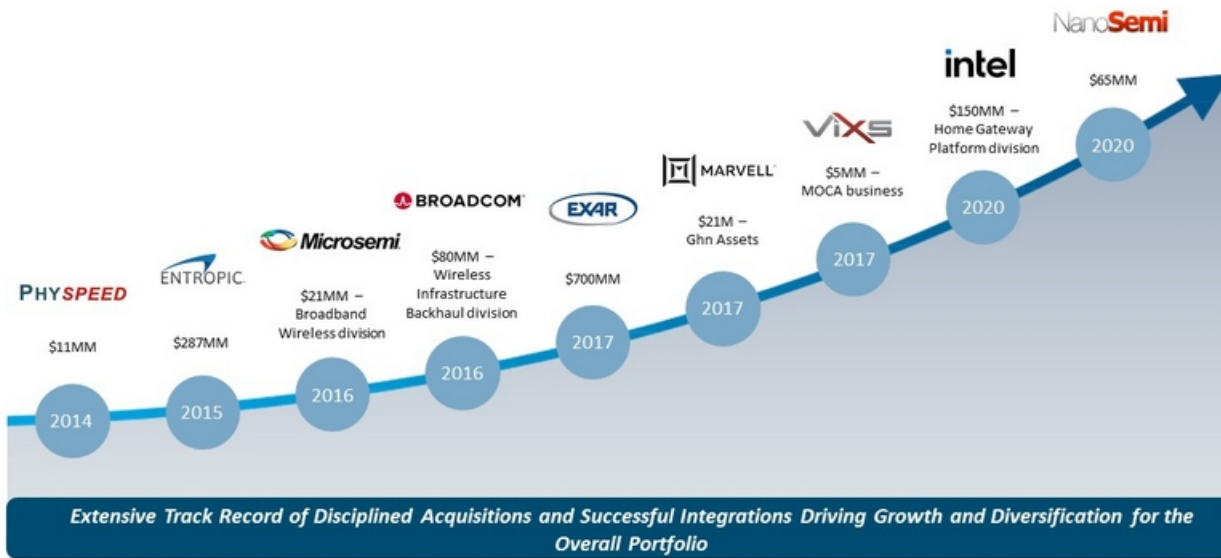 PHYSPEED
$11MM
2014
ENTROPIC
$287MM
2015
Microsemi
$21MM –
Broadband
Wireless division
2016
BROADCOM
$80MM –
Wireless
Infrastructure
Backhaul division
2016
EXAR
$700MM
2017
MARVELL
$21M –
Ghn Assets
2017
ViXS
$5MM –
MOCA business
2017
intel
$150MM –
Home Gateway
Platform division
2020
NanoSemi
$65MM
2020
Extensive Track Record of Disciplined Acquisitions and Successful Integrations Driving Growth and Diversification for the
Overall Portfolio